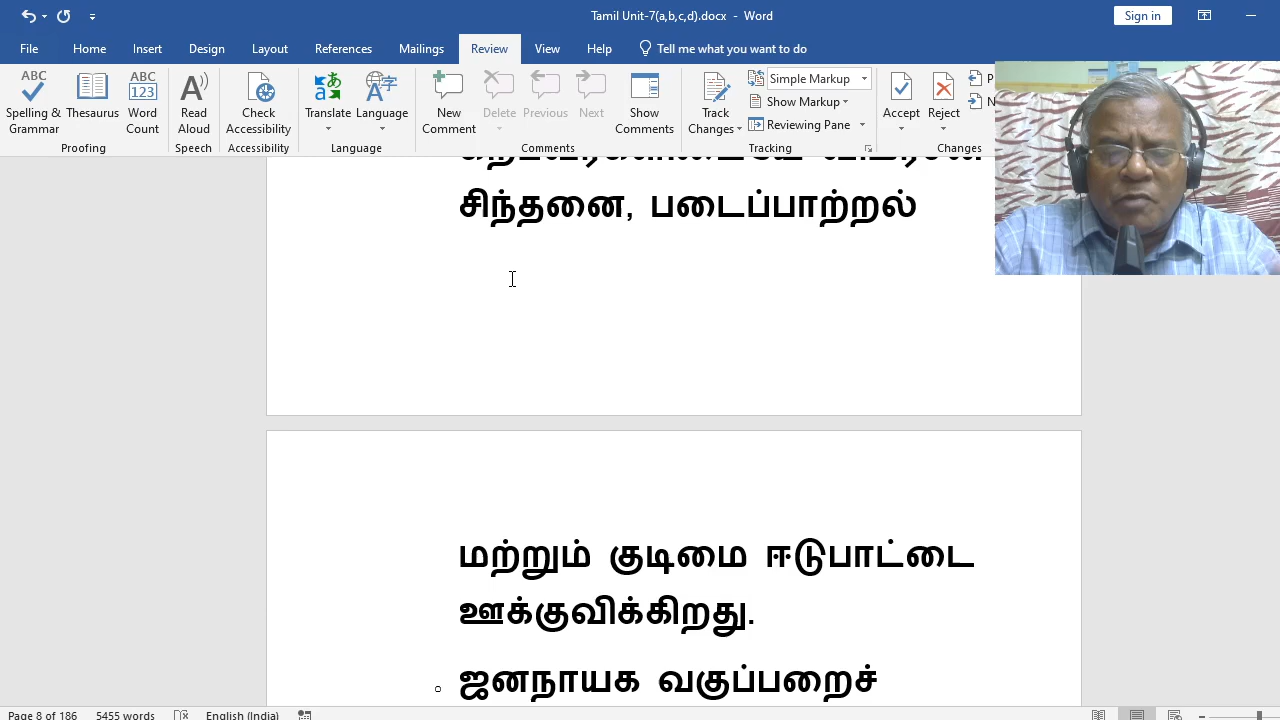 Tamil Unit-7(a,b,c,d).docx - Word
Sign in
File Home Insert Design Layout References Mailings Review View Help Tell me what you want to do
ABC Spelling & Grammar
Thesaurus
ABC 123 Word Count
Read Aloud
Check Accessibility
Translate
Language
New Comment
Delete
Previous
Next
Show Comments
Track Changes
Simple Markup
Show Markup
Reviewing Pane
Accept
Reject
P
N
Proofing Speech Accessibility Language Comments Tracking Changes
சிந்தனை, படைப்பாற்றல்
மற்றும் குடிமை ஈடுபாட்டை
ஊக்குவிக்கிறது.
ஜனநாயக வகுப்பறைச்
Page 8 of 186 5455 words English (India)